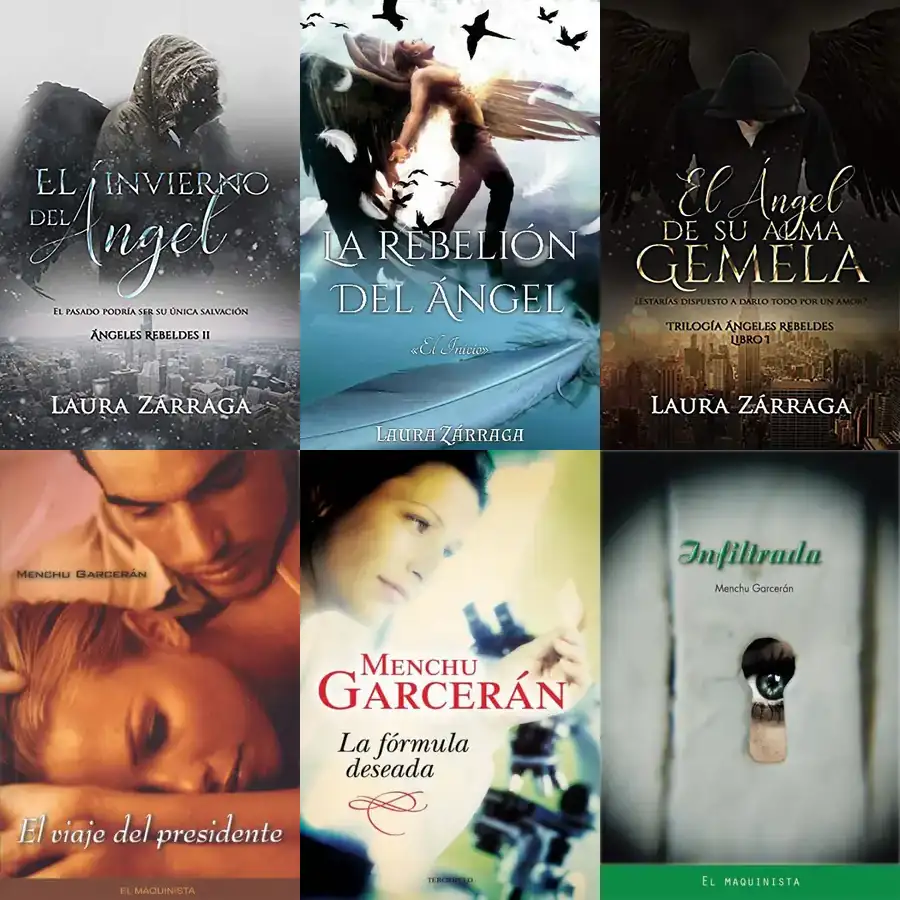 EL INVIERNO
DEL Ángel
EL PASADO PODRÍA SER SU ÚNICA SALVACIÓN
ÁNGELES REBELDES II
LAURA ZÁRRAGA
LA REBELIÓN
DEL ÁNGEL
«El Inicio»
LAURA ZÁRRAGA
El Ángel
DE SU ALMA
GEMELA
¿ESTARÍAS DISPUESTO A DARLO TODO POR UN AMOR?
TRILOGÍA ÁNGELES REBELDES
LIBRO I
LAURA ZÁRRAGA
MENCHU GARCERÁN
El viaje del presidente
EL MAQUINISTA
MENCHU
GARCERÁN
La fórmula
deseada
TERCIOPELO
Infiltrada
Menchu Garcerán
EL MAQUINISTA